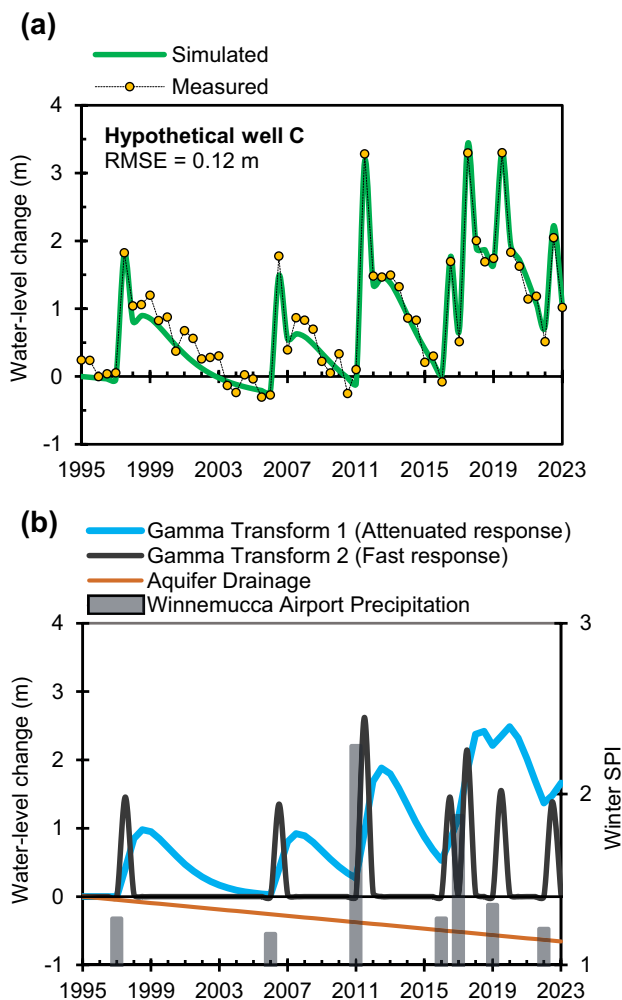 (a)
Simulated
Measured
Hypothetical well C
RMSE = 0.12 m
Water-level change (m)
4
3
2
1
0
-1
1995 1999 2003 2007 2011 2015 2019 2023
(b)
Gamma Transform 1 (Attenuated response)
Gamma Transform 2 (Fast response)
Aquifer Drainage
Winnemucca Airport Precipitation
Water-level change (m)
4
3
2
1
0
-1
3
2
1
Winter SPI
1995 1999 2003 2007 2011 2015 2019 2023